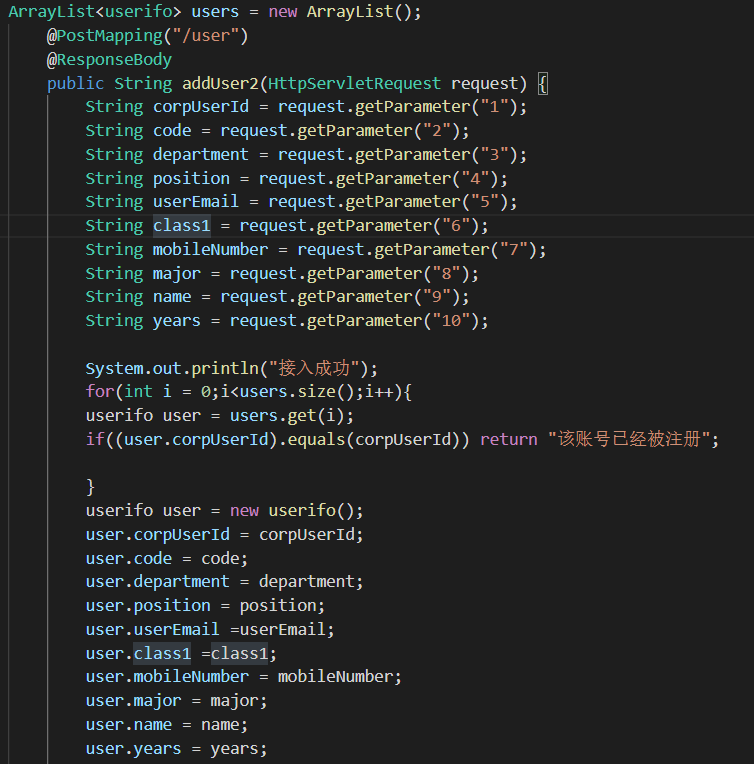 ArrayList<userifo> users = new ArrayList();
@PostMapping("/user")
@ResponseBody
public String addUser2(HttpServletRequest request) {
String corpUserId = request.getParameter("1");
String code = request.getParameter("2");
String department = request.getParameter("3");
String position = request.getParameter("4");
String userEmail = request.getParameter("5");
String class1 = request.getParameter("6");
String mobileNumber = request.getParameter("7");
String major = request.getParameter("8");
String name = request.getParameter("9");
String years = request.getParameter("10");
System.out.println("接入成功");
for(int i = 0;i<users.size();i++){
userifo user = users.get(i);
if((user.corpUserId).equals(corpUserId)) return "该账号已经被注册";
}
userifo user = new userifo();
user.corpUserId = corpUserId;
user.code = code;
user.department = department;
user.position = position;
user.userEmail =userEmail;
user.class1 =class1;
user.mobileNumber = mobileNumber;
user.major = major;
user.name = name;
user.years = years;